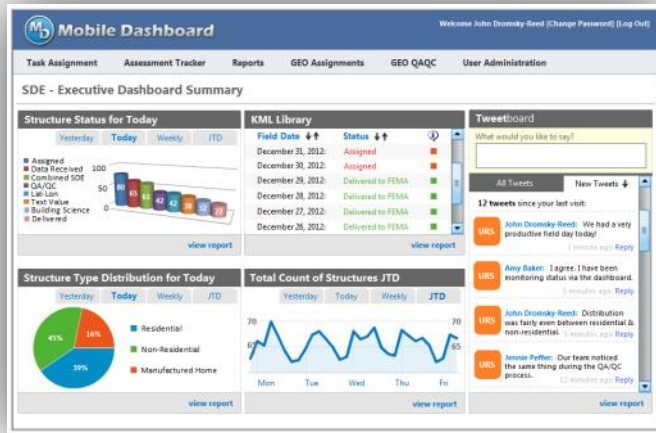 MD Mobile Dashboard
Welcome John Dromsky-Reed [Change Password] [Log Out]
Task Assignment Assessment Tracker Reports GEO Assignments GEO QAQC User Administration
SDE - Executive Dashboard Summary
Structure Status for Today
Yesterday Today Weekly JTD
Assigned
Data Received
Combined SDE
QA/QC
Lat-Lon
Text Value
Building Science
Delivered
100
50
0
80 65 61 42 42 38 32 27
view report
KML Library
Field Date Status
December 31, 2012: Assigned
December 30, 2012: Assigned
December 29, 2012: Delivered to FEMA
December 28, 2012: Delivered to FEMA
December 27, 2012: Delivered to FEMA
December 26, 2012: Delivered to FEMA
view report
Structure Type Distribution for Today
Yesterday Today Weekly JTD
45% 16% 39%
Residential
Non-Residential
Manufactured Home
view report
Total Count of Structures JTD
Yesterday Today Weekly JTD
70 70
65 65
Mon Tue Wed Thu Fri
view report
Tweetboard
What would you like to say?
All Tweets New Tweets
12 tweets since your last visit:
URS John Dromsky-Reed: We had a very
productive field day today!
1 minute ago Reply
URS Amy Baker: I agree. I have been
monitoring status via the dashboard.
minutes ago Reply
URS John Dromsky-Reed: Distribution
was fairly even between residential &
non-residential. minutes ago Reply
URS Jennie Peffer: Our team noticed
the same thing during the QA/QC
process. 12 minutes ago Reply
view report